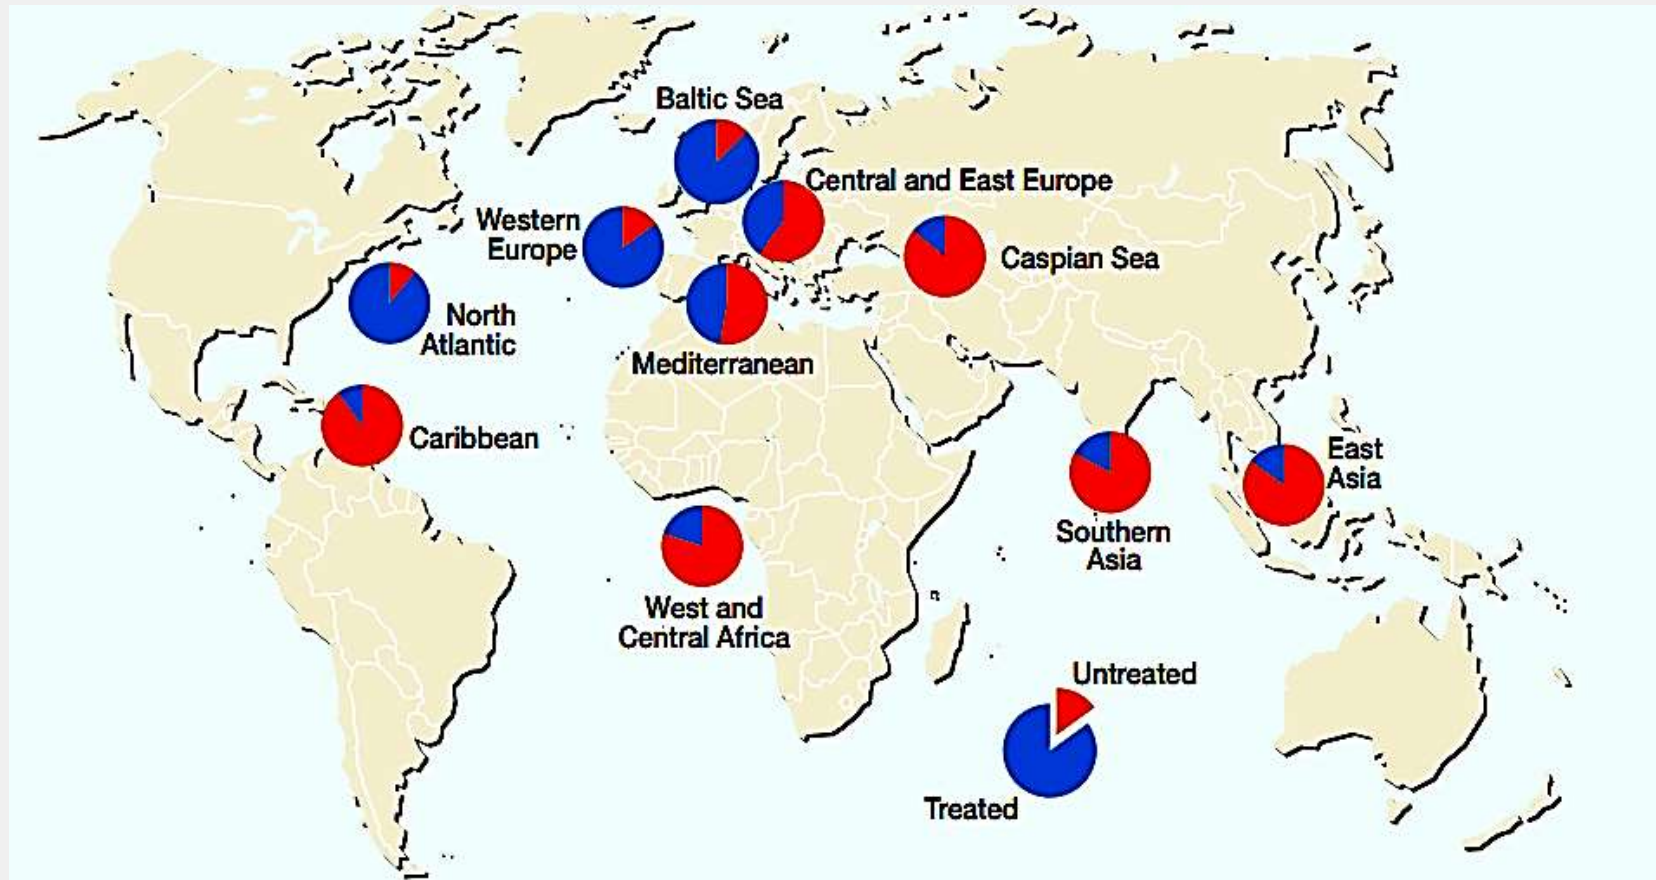 Baltic Sea
Central and East Europe
Western
Europe
Caspian Sea
North
Atlantic
Mediterranean
Caribbean
East
Asia
Southern
Asia
West and
Central Africa
Untreated
Treated